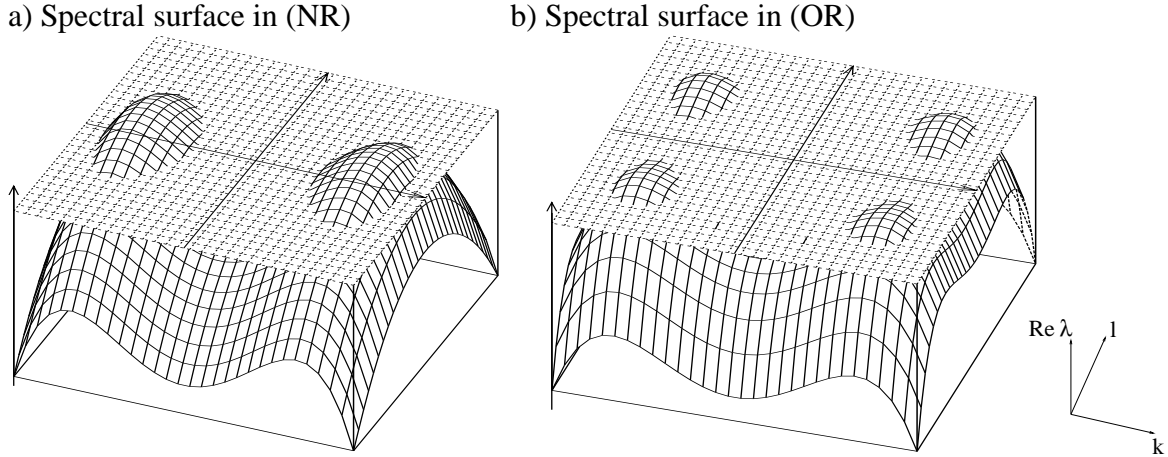 a) Spectral surface in (NR)
b) Spectral surface in (OR)
Re λ
l
k